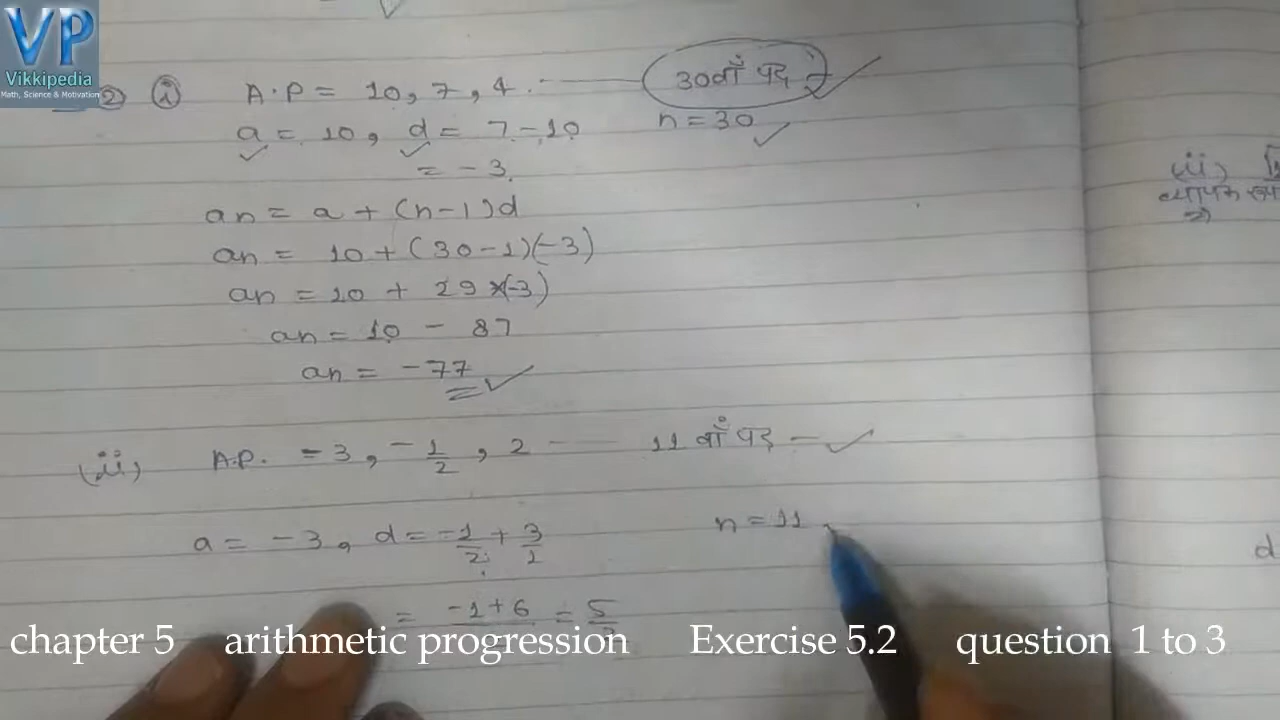 VP
Vikkipedia
Math, Science & Motivation
2 i A.P = 10, 7, 4. 30वाँ पद
a = 10, d = 7 - 10 n = 30
= - 3
an = a + (n-1)d
an = 10 + (30-1)(-3)
an = 10 + 29 x(-3)
an = 10 - 87
an = -77
(ii) A.P. = -3, -1/2, 2 11 वाँ पद
a = -3, d = -1/2 + 3/1 n = 11
= -1+6 = 5
(ii)
व्यापक
d
chapter 5 arithmetic progression Exercise 5.2 question 1 to 3